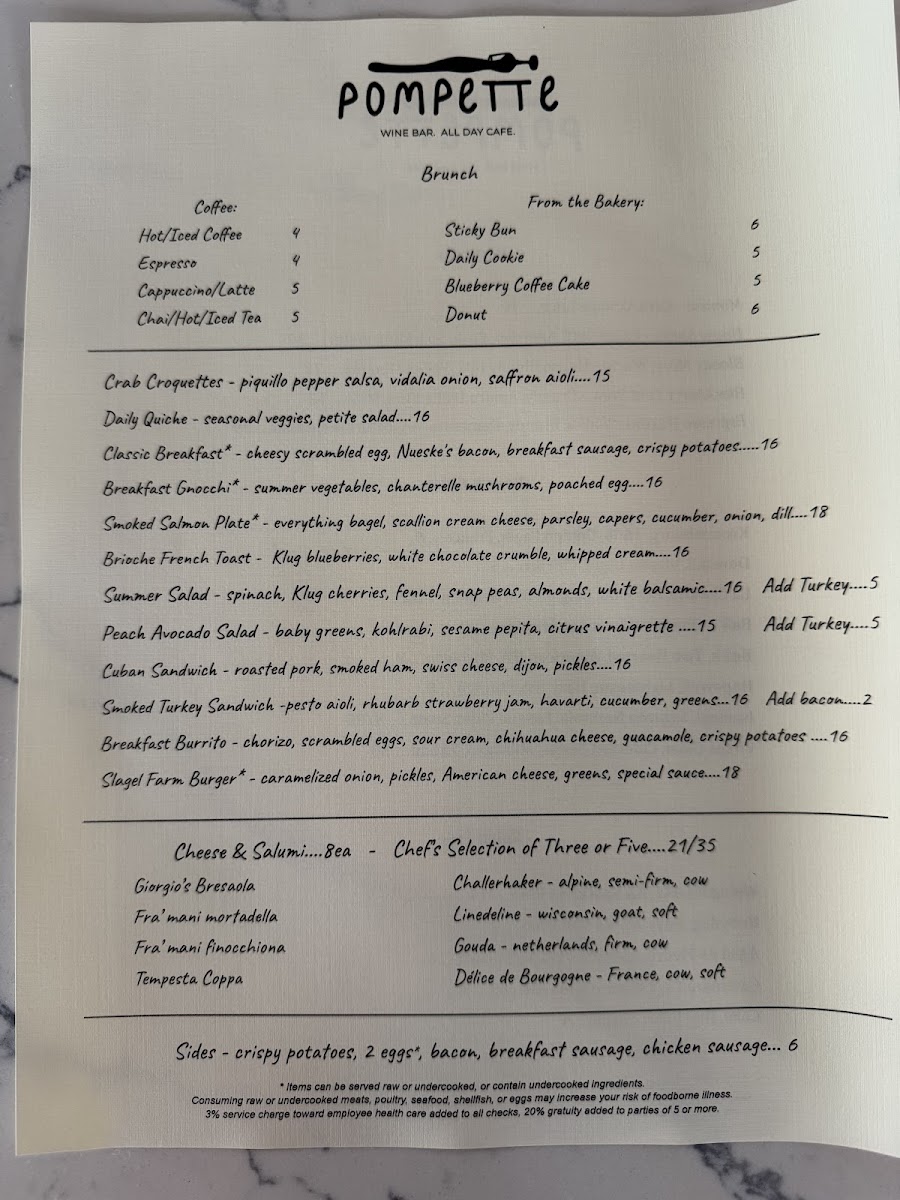 POMPETTE
WINE BAR. ALL DAY CAFE.
Brunch
Coffee:
Hot/Iced Coffee 4
Espresso 4
Cappuccino/Latte 5
Chai/Hot/Iced Tea 5
From the Bakery:
Sticky Bun 6
Daily Cookie 5
Blueberry Coffee Cake 5
Donut 6
Crab Croquettes - piquillo pepper salsa, vidalia onion, saffron aioli....15
Daily Quiche - seasonal veggies, petite salad....16
Classic Breakfast* - cheesy scrambled egg, Nueske's bacon, breakfast sausage, crispy potatoes.....16
Breakfast Gnocchi* - summer vegetables, chanterelle mushrooms, poached egg....16
Smoked Salmon Plate* - everything bagel, scallion cream cheese, parsley, capers, cucumber, onion, dill....18
Brioche French Toast - Klug blueberries, white chocolate crumble, whipped cream....16
Summer Salad - spinach, Klug cherries, fennel, snap peas, almonds, white balsamic....16 Add Turkey....5
Peach Avocado Salad - baby greens, kohlrabi, sesame pepita, citrus vinaigrette ....15 Add Turkey....5
Cuban Sandwich - roasted pork, smoked ham, swiss cheese, dijon, pickles....16
Smoked Turkey Sandwich -pesto aioli, rhubarb strawberry jam, havarti, cucumber, greens...16 Add bacon....2
Breakfast Burrito - chorizo, scrambled eggs, sour cream, chihuahua cheese, guacamole, crispy potatoes ....16
Slagel Farm Burger* - caramelized onion, pickles, American cheese, greens, special sauce....18
Cheese & Salumi....8ea - Chef's Selection of Three or Five....21/35
Giorgio's Bresaola
Fra'mani mortadella
Fra'mani finocchiona
Tempesta Coppa
Challerhaker - alpine, semi-firm, cow
Linedeline - wisconsin, goat, soft
Gouda - netherlands, firm, cow
Délice de Bourgogne - France, cow, soft
Sides - crispy potatoes, 2 eggs*, bacon, breakfast sausage, chicken sausage... 6
* Items can be served raw or undercooked, or contain undercooked ingredients.
Consuming raw or undercooked meats, poultry, seafood, shellfish, or eggs may increase your risk of foodborne illness.
3% service charge toward employee health care added to all checks, 20% gratuity added to parties of 5 or more.